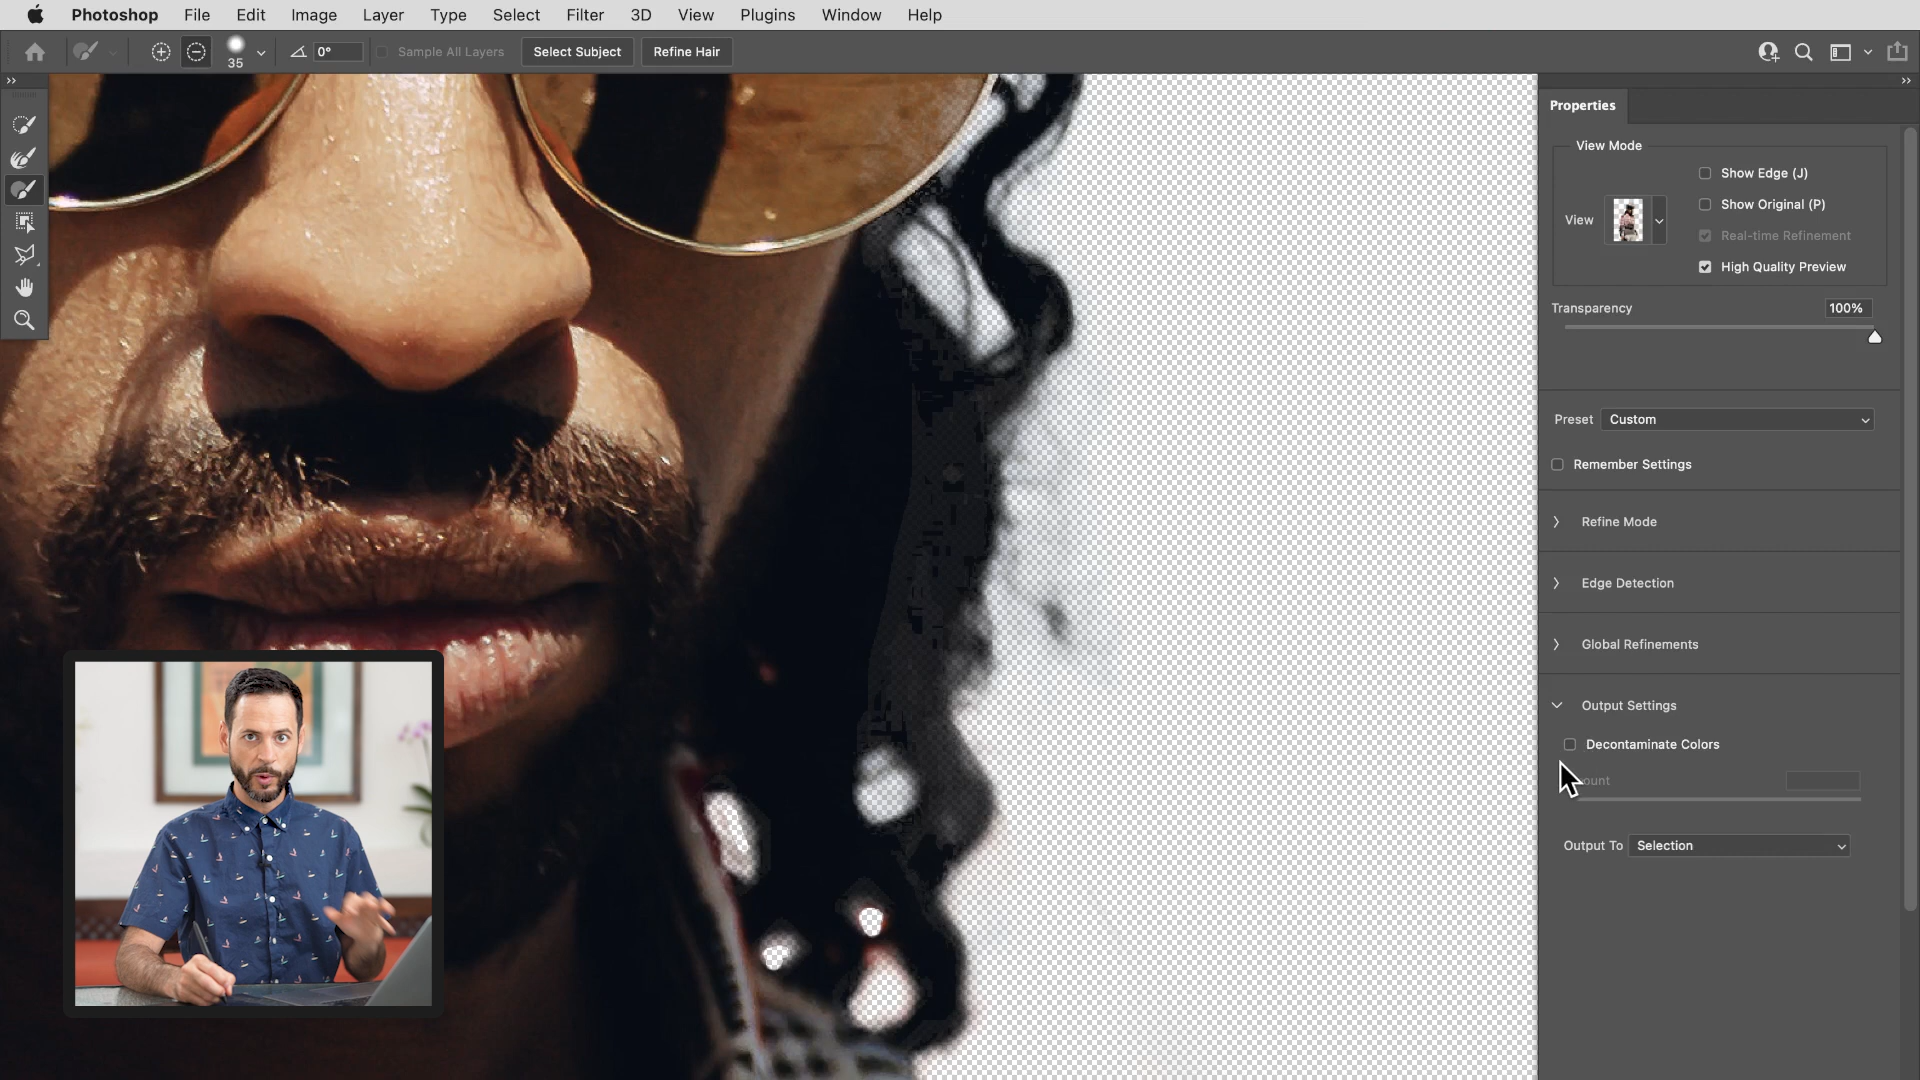 Photoshop File Edit Image Layer Type Select Filter 3D View Plugins Window Help
35 0° Sample All Layers Select Subject Refine Hair
Properties
View Mode
Show Edge (J)
Show Original (P)
View
Real-time Refinement
High Quality Preview
Transparency 100%
Preset Custom
Remember Settings
Refine Mode
Edge Detection
Global Refinements
Output Settings
Decontaminate Colors
Output To Selection